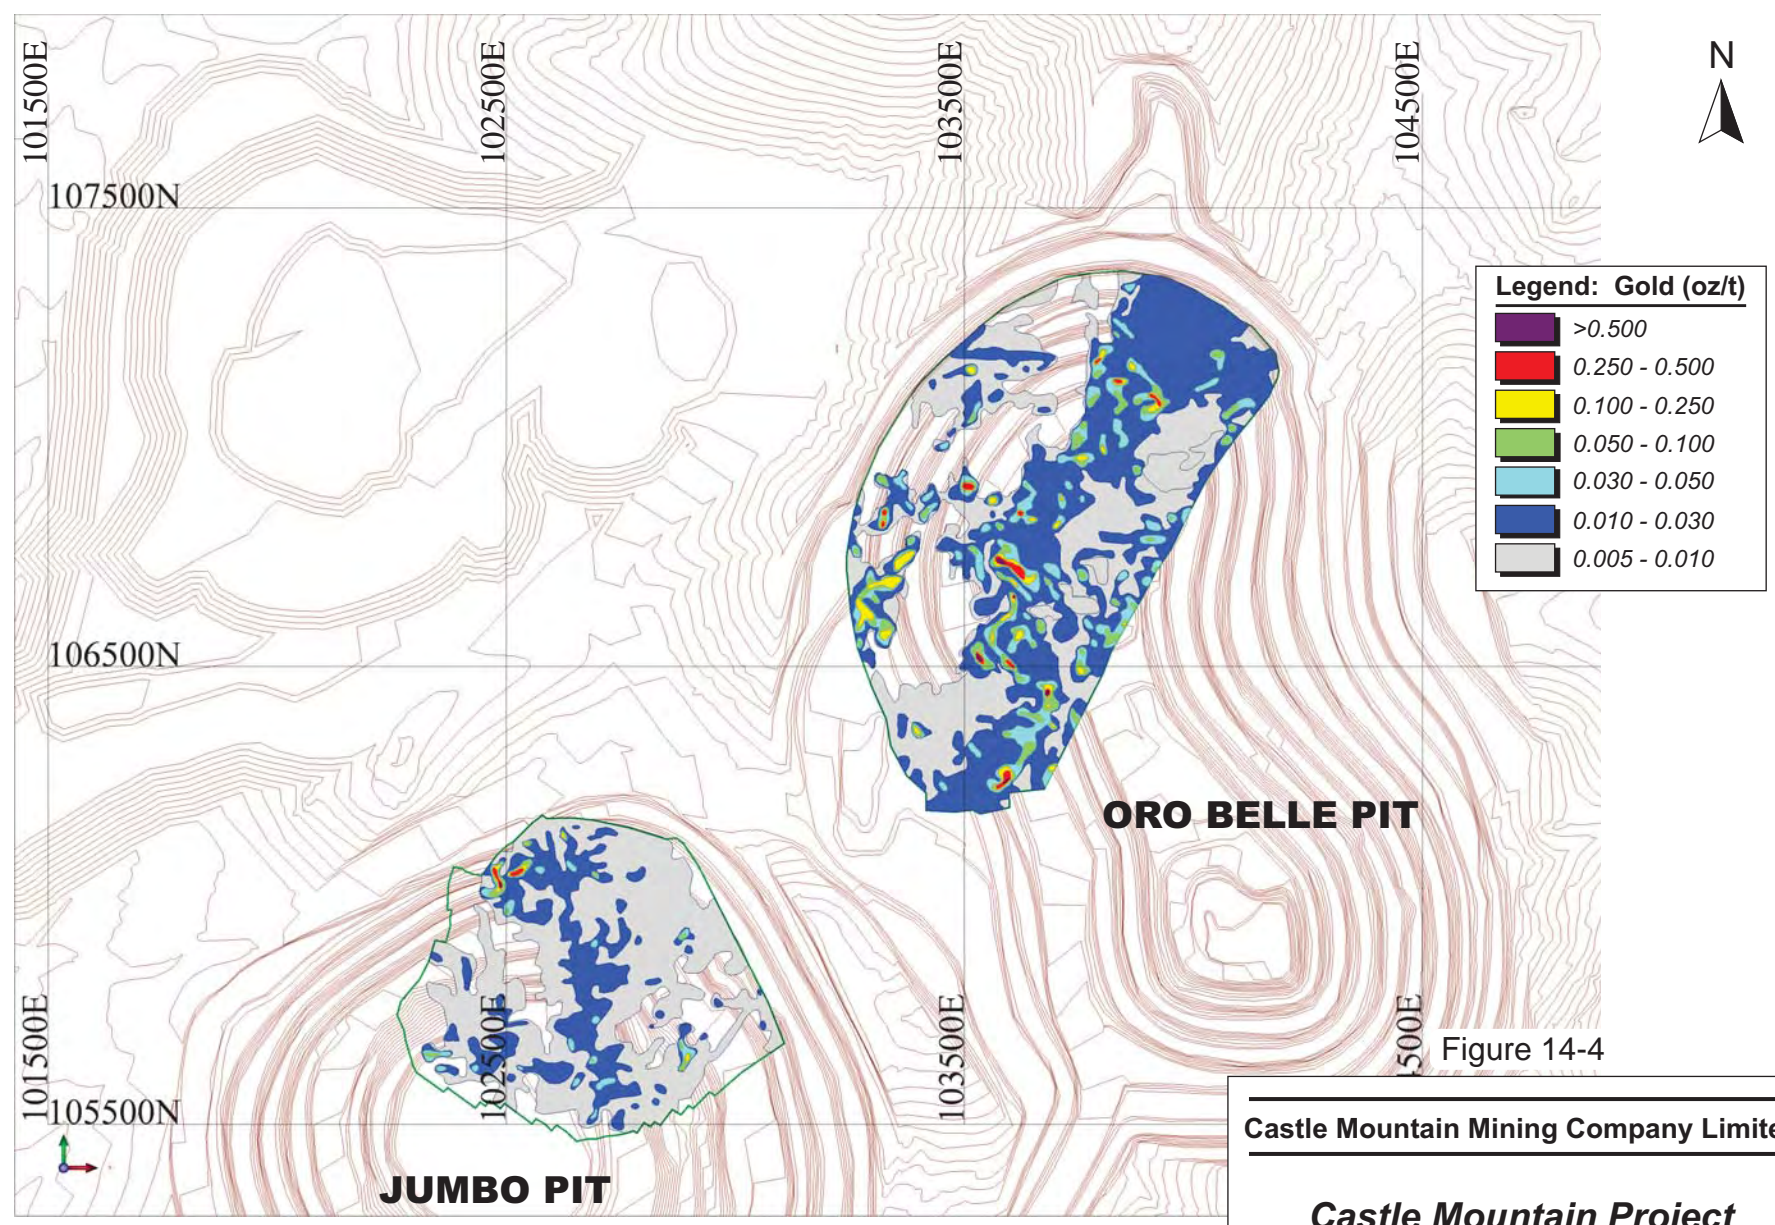 101500E
102500E
103500E
104500E
N
107500N
Legend: Gold (oz/t)
>0.500
0.250 - 0.500
0.100 - 0.250
0.050 - 0.100
0.030 - 0.050
0.010 - 0.030
0.005 - 0.010
106500N
ORO BELLE PIT
101500E
102500E
103500E
4500E
Figure 14-4
105500N
Castle Mountain Mining Company Limite
JUMBO PIT
Castle Mountain Project